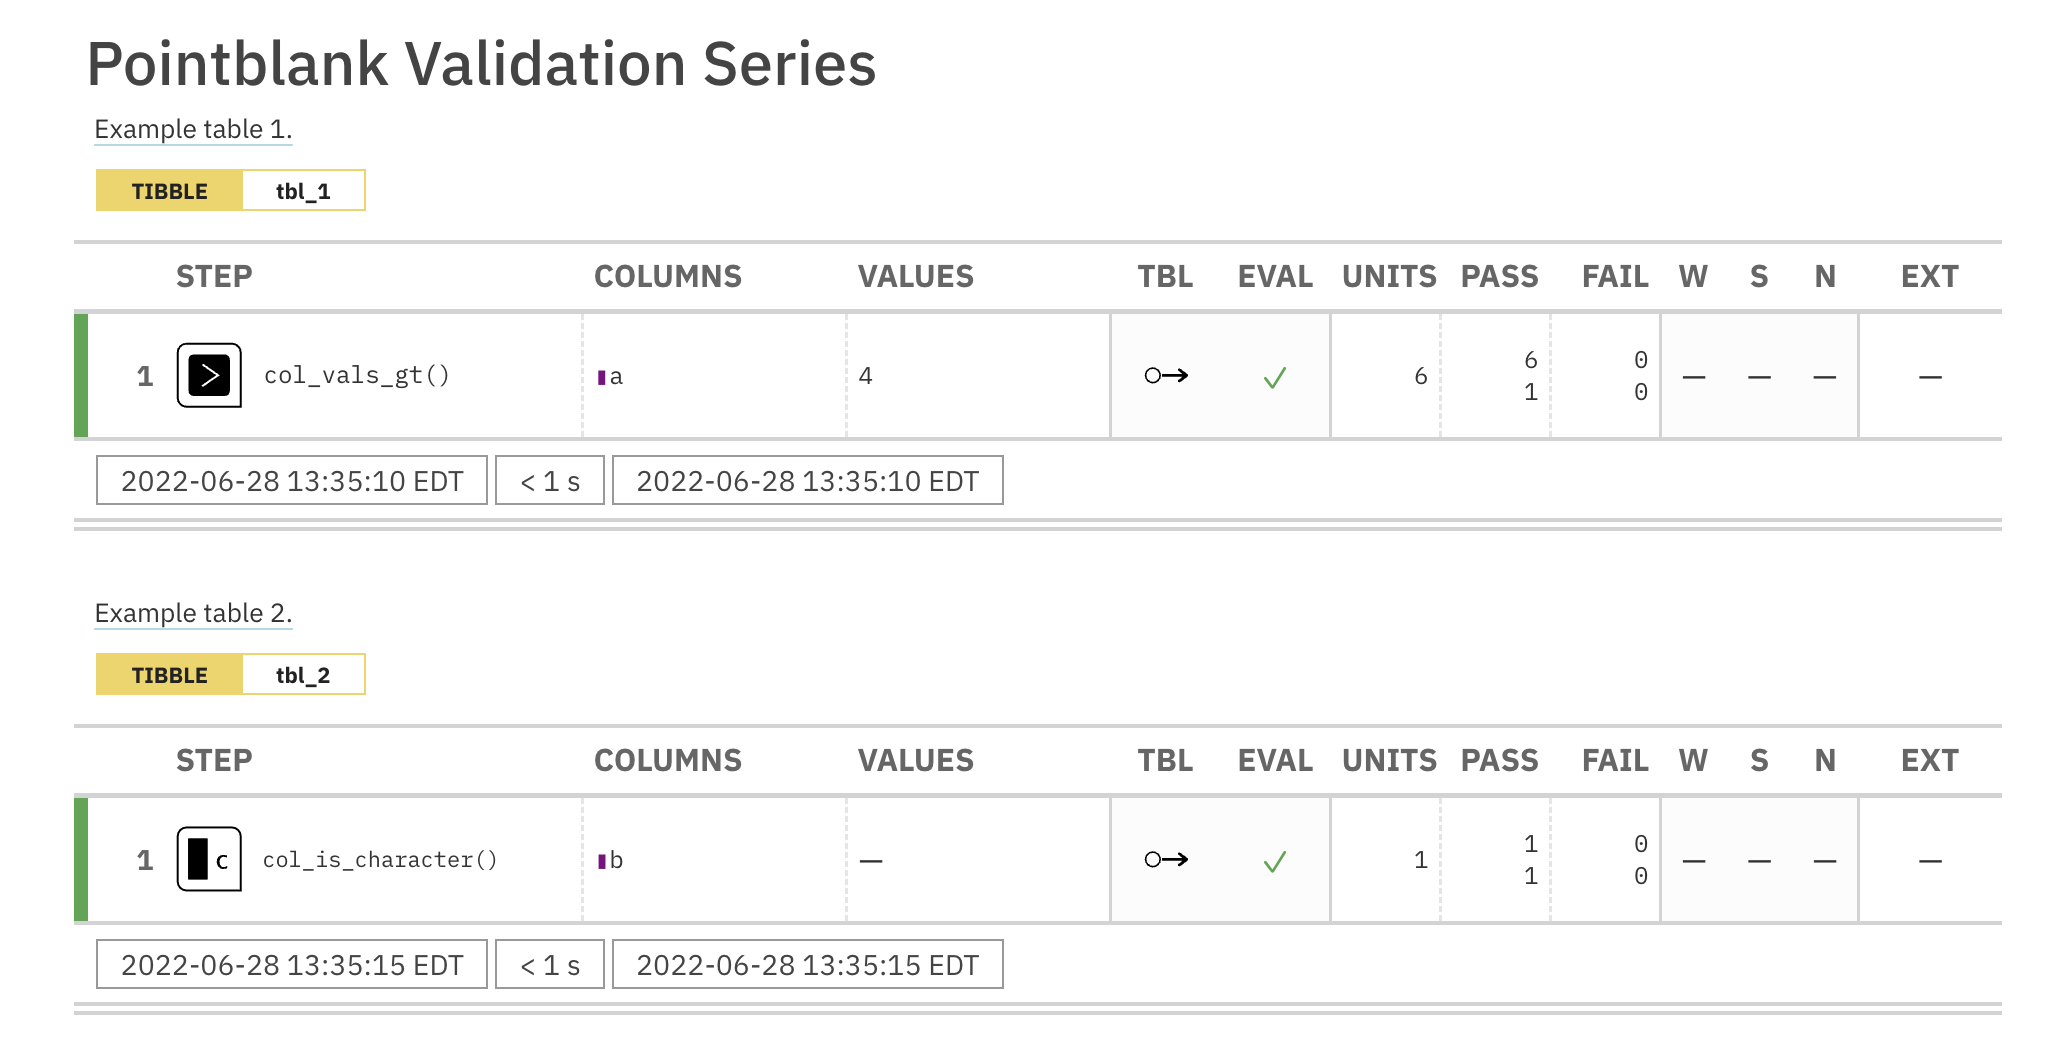 Pointblank Validation Series
Example table 1.
TIBBLE tbl_1
STEP COLUMNS VALUES TBL EVAL UNITS PASS FAIL W S N EXT
1 > col_vals_gt() a 4 ✓ 6 6 0 — — — —
1 0
2022-06-28 13:35:10 EDT < 1 s 2022-06-28 13:35:10 EDT
Example table 2.
TIBBLE tbl_2
STEP COLUMNS VALUES TBL EVAL UNITS PASS FAIL W S N EXT
1 c col_is_character() b — ✓ 1 1 0 — — — —
1 0
2022-06-28 13:35:15 EDT < 1 s 2022-06-28 13:35:15 EDT